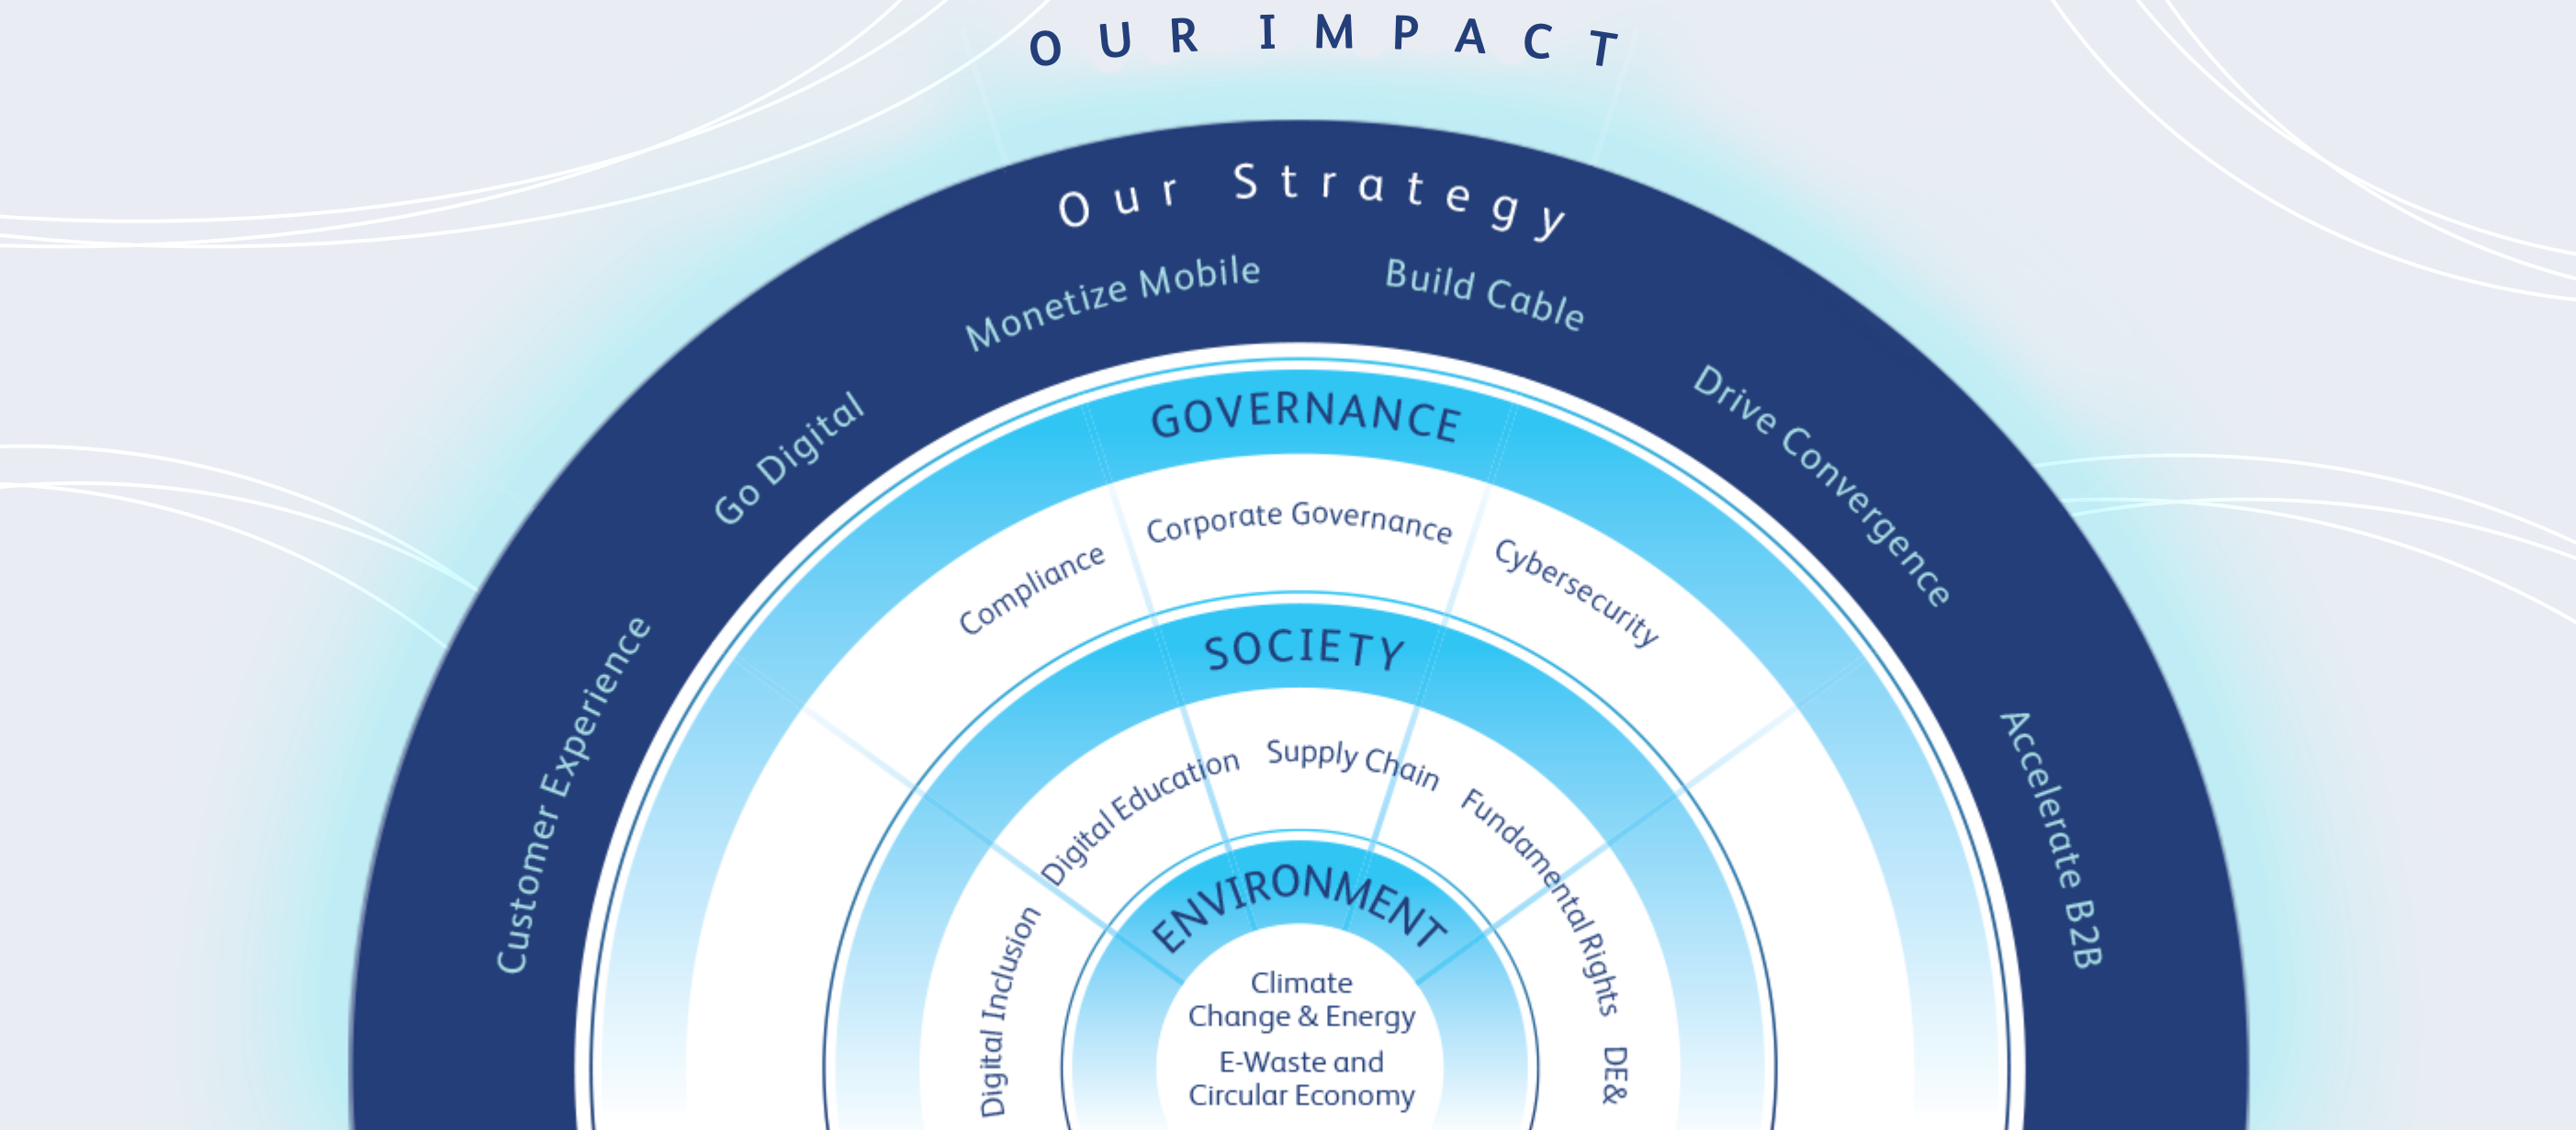 OUR IMPACT
Our Strategy
Customer Experience
Go Digital
Monetize Mobile
Build Cable
Drive Convergence
Accelerate B2B
GOVERNANCE
Compliance
Corporate Governance
Cybersecurity
SOCIETY
Digital Inclusion
Digital Education
Supply Chain
Fundamental Rights
DE&
ENVIRONMENT
Climate
Change & Energy
E-Waste and
Circular Economy